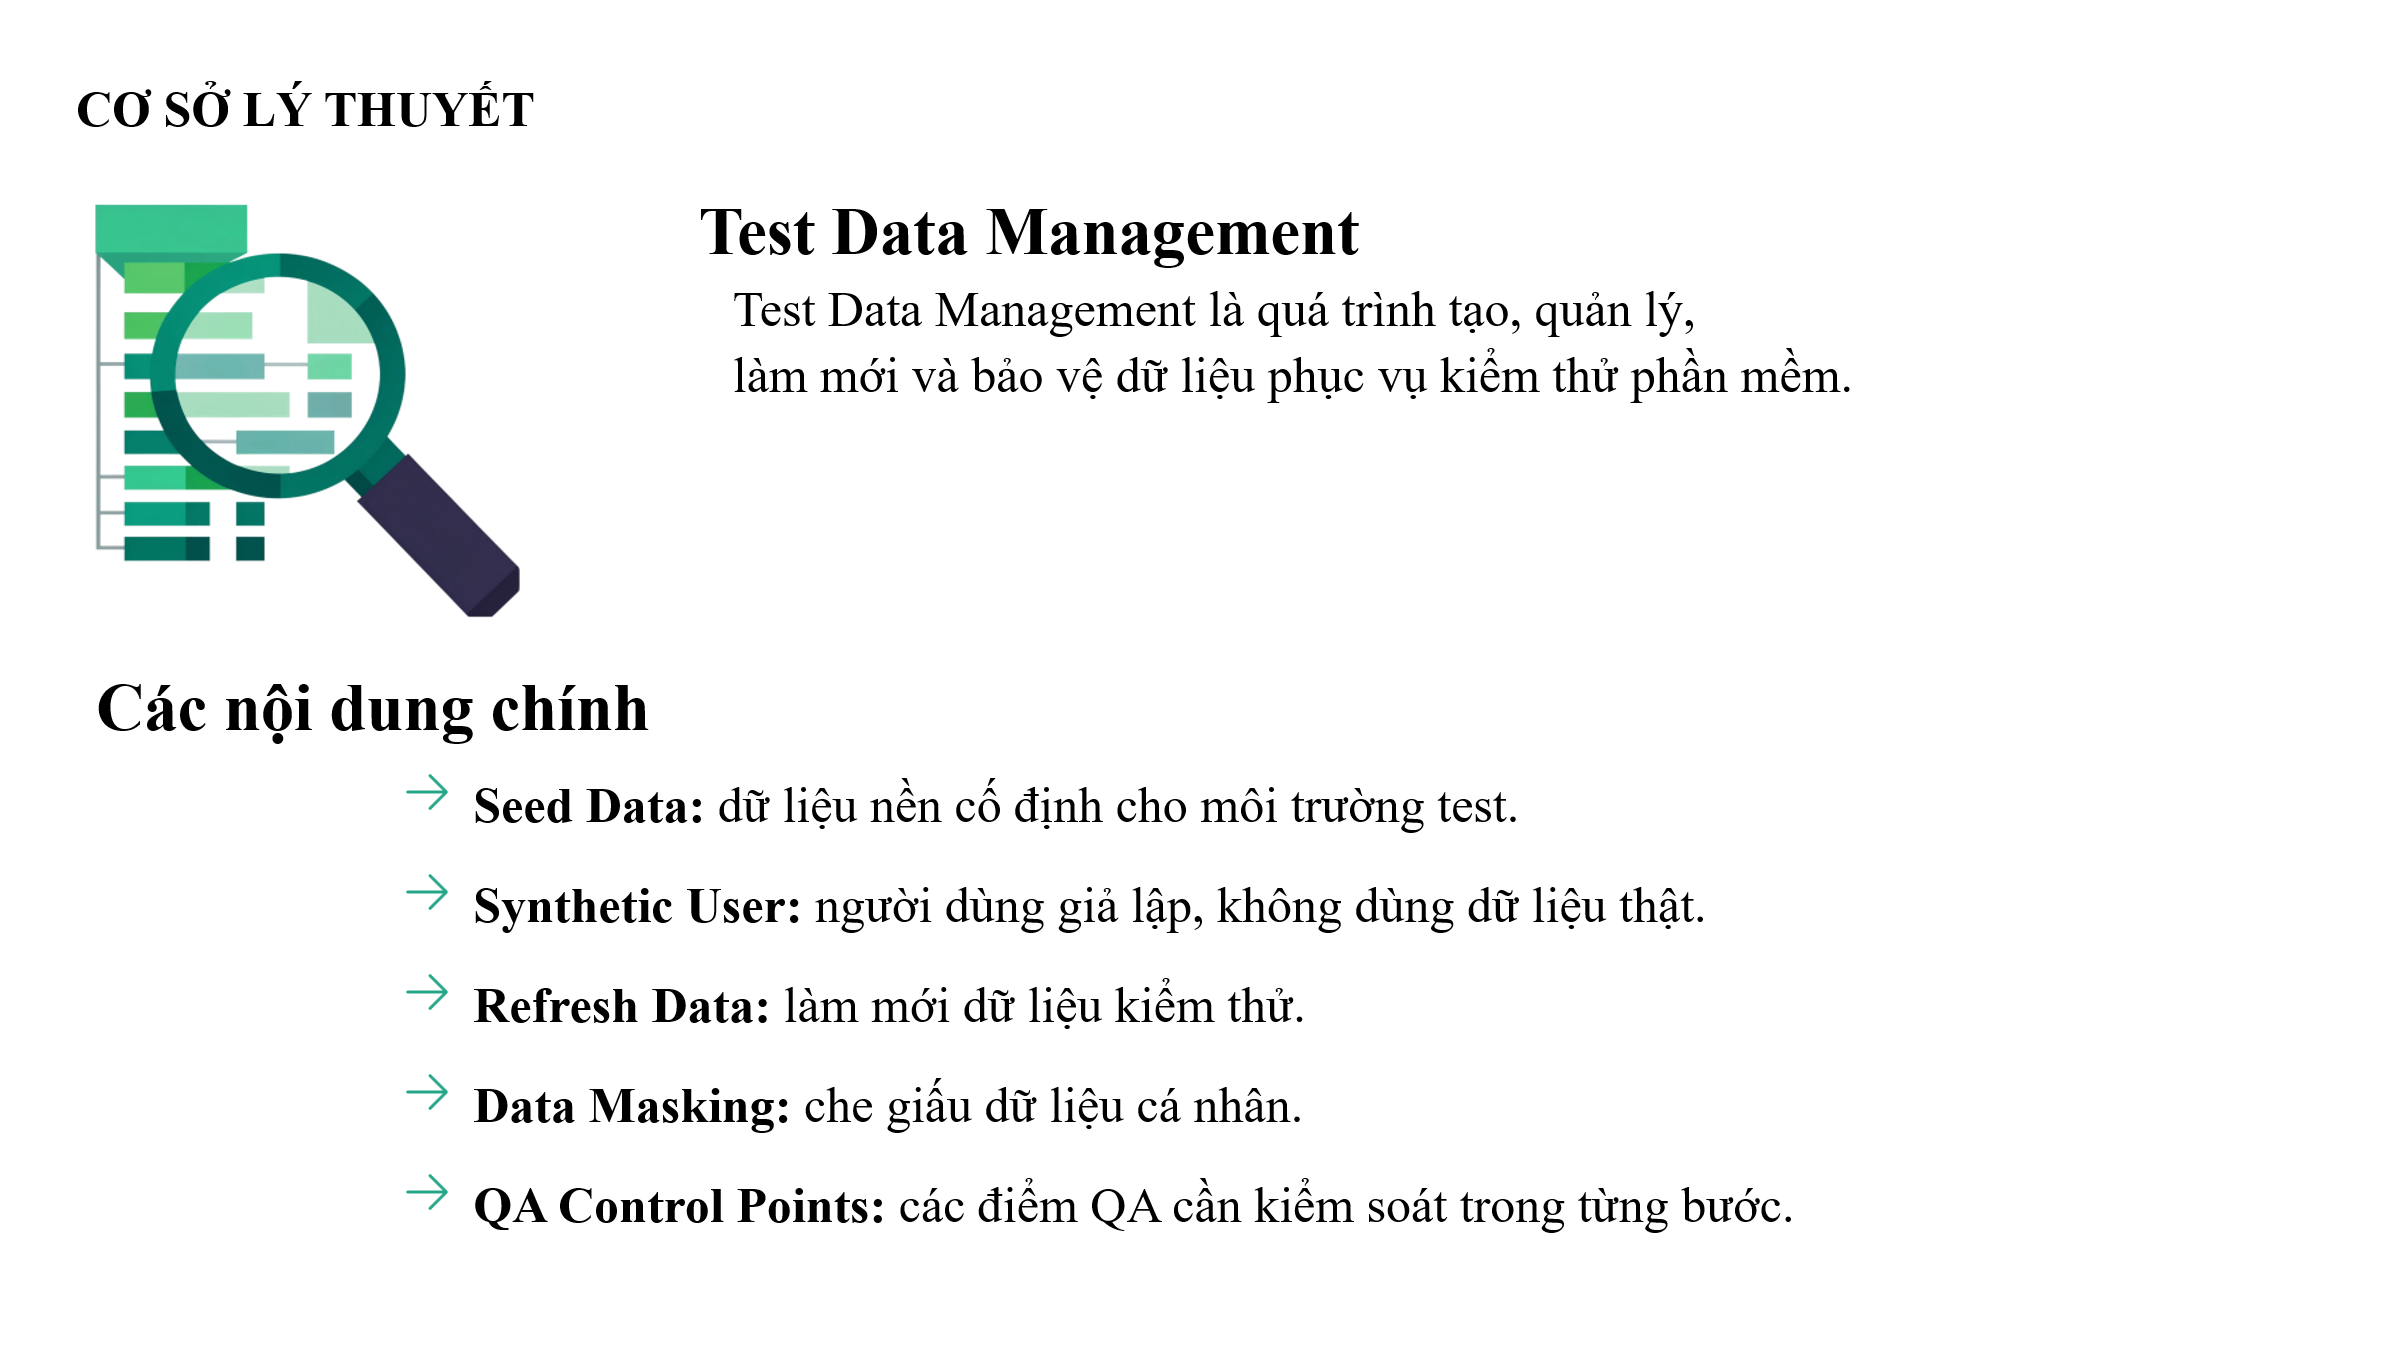 CƠ SỞ LÝ THUYẾT
Test Data Management
Test Data Management là quá trình tạo, quản lý,
làm mới và bảo vệ dữ liệu phục vụ kiểm thử phần mềm.
Các nội dung chính
Seed Data: dữ liệu nền cố định cho môi trường test.
Synthetic User: người dùng giả lập, không dùng dữ liệu thật.
Refresh Data: làm mới dữ liệu kiểm thử.
Data Masking: che giấu dữ liệu cá nhân.
QA Control Points: các điểm QA cần kiểm soát trong từng bước.